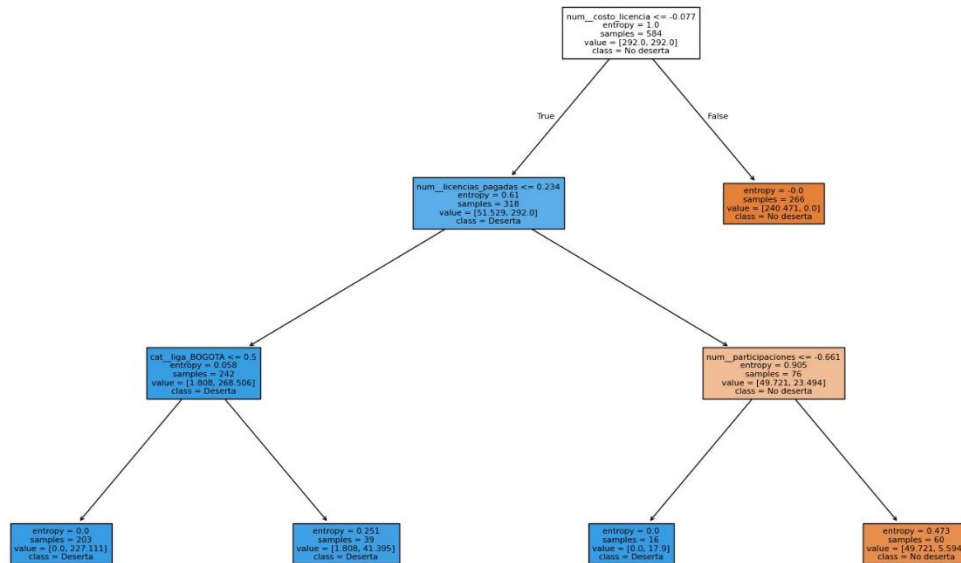 num__costo_licencia <= -0.077
entropy = 1.0
samples = 584
value = [292.0, 292.0]
class = No deserta
True
False
num__licencias_pagadas <= 0.234
entropy = 0.61
samples = 318
value = [51.529, 292.0]
class = Deserta
entropy = -0.0
samples = 266
value = [240.471, 0.0]
class = No deserta
cat__liga_BOGOTA <= 0.5
entropy = 0.058
samples = 242
value = [1.808, 268.506]
class = Deserta
num__participaciones <= -0.661
entropy = 0.905
samples = 76
value = [49.721, 23.494]
class = No deserta
entropy = 0.0
samples = 203
value = [0.0, 227.111]
class = Deserta
entropy = 0.251
samples = 39
value = [1.808, 41.395]
class = Deserta
entropy = 0.0
samples = 16
value = [0.0, 17.9]
class = Deserta
entropy = 0.473
samples = 60
value = [49.721, 5.594]
class = No deserta